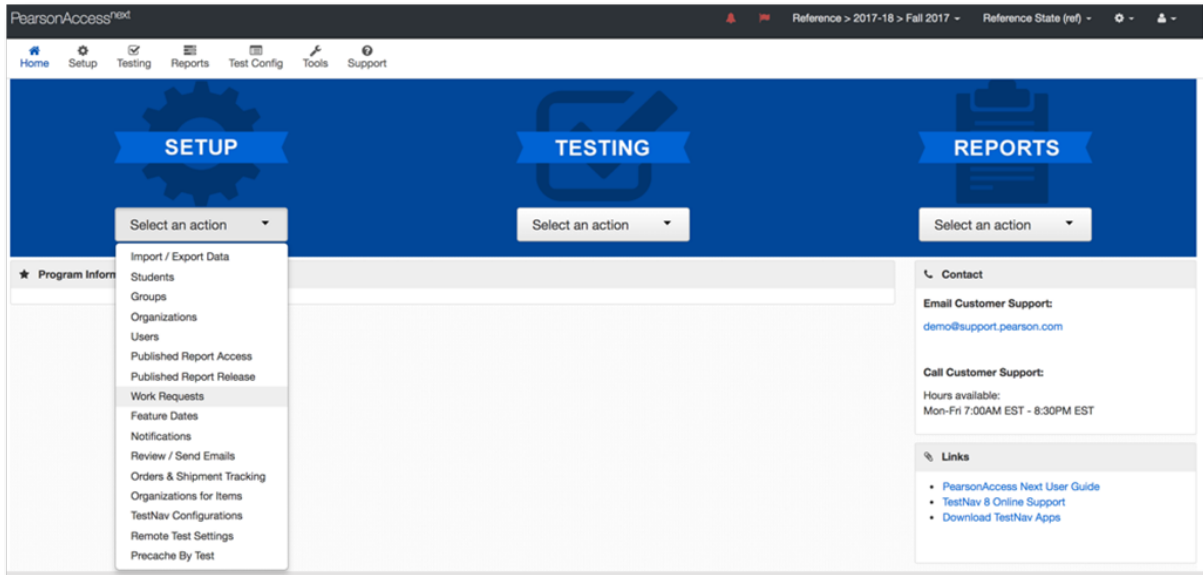 PearsonAccessnext
Reference > 2017-18 > Fall 2017
Reference State (ref)
Home
Setup
Testing
Reports
Test Config
Tools
Support
SETUP
TESTING
REPORTS
Select an action
Select an action
Select an action
Import / Export Data
Students
Groups
Organizations
Users
Published Report Access
Published Report Release
Work Requests
Feature Dates
Notifications
Review / Send Emails
Orders & Shipment Tracking
Organizations for Items
TestNav Configurations
Remote Test Settings
Precache By Test
Program
Contact
Email Customer Support:
demo@support.pearson.com
Call Customer Support:
Hours available:
Mon-Fri 7:00AM EST - 8:30PM EST
Links
PearsonAccess Next User Guide
TestNav 8 Online Support
Download TestNav Apps